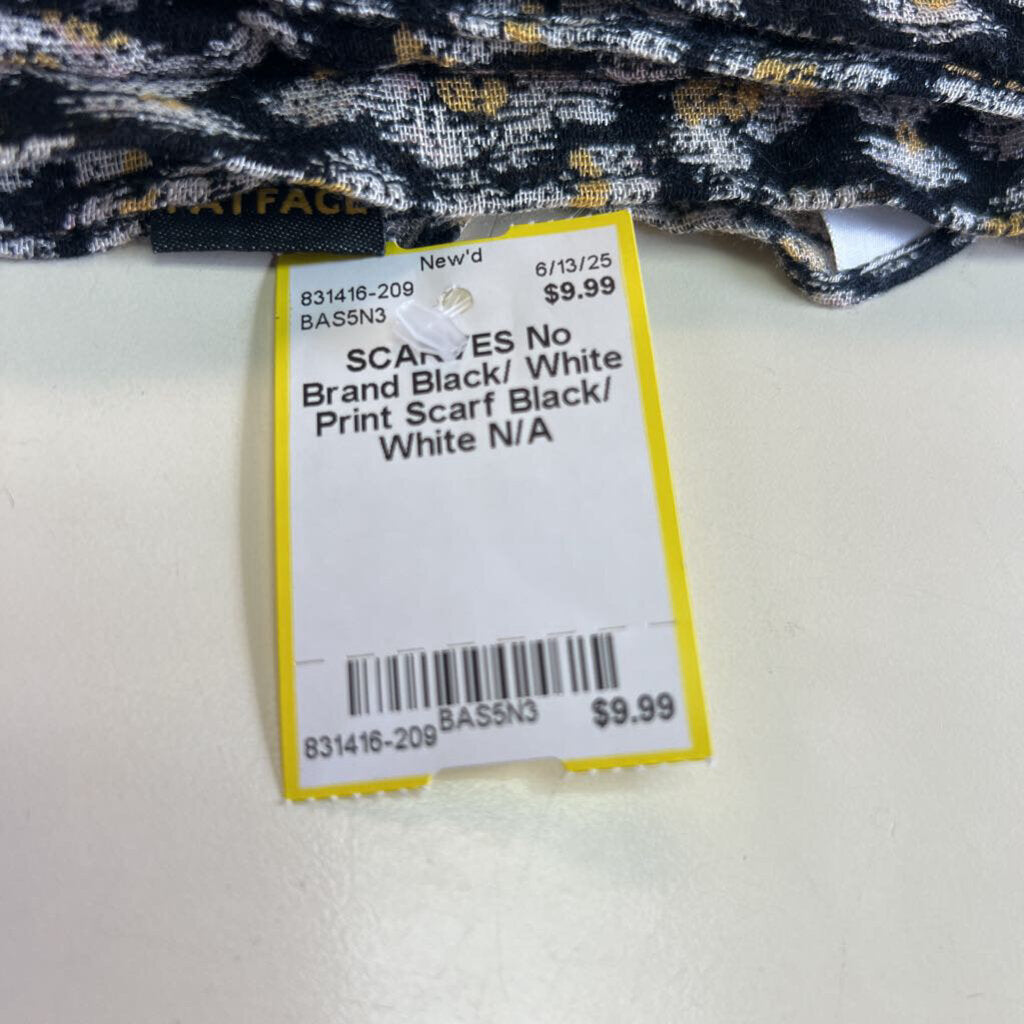 FATFACE
New'd
831416-209 6/13/25
BAS5N3 $9.99
SCARVES No
Brand Black/ White
Print Scarf Black/
White N/A
831416-209 BAS5N3 $9.99